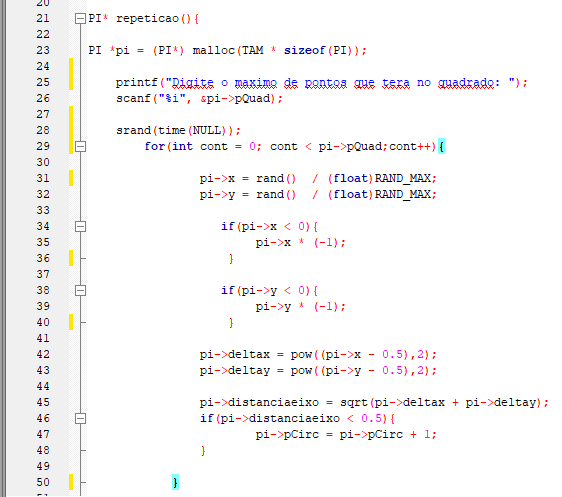 20
21 PI* repeticao(){
22
23 PI *pi = (PI*) malloc(TAM * sizeof(PI));
24
25 printf("Digite o maximo de pontos que tera no quadrado: ");
26 scanf("%i", &pi->pQuad);
27
28 srand(time(NULL));
29 for(int cont = 0; cont < pi->pQuad;cont++){
30
31 pi->x = rand() / (float)RAND_MAX;
32 pi->y = rand() / (float)RAND_MAX;
33
34 if(pi->x < 0){
35 pi->x * (-1);
36 }
37
38 if(pi->y < 0){
39 pi->y * (-1);
40 }
41
42 pi->deltax = pow((pi->x - 0.5),2);
43 pi->deltay = pow((pi->y - 0.5),2);
44
45 pi->distanciaeixo = sqrt(pi->deltax + pi->deltay);
46 if(pi->distanciaeixo < 0.5){
47 pi->pCirc = pi->pCirc + 1;
48 }
49
50 }